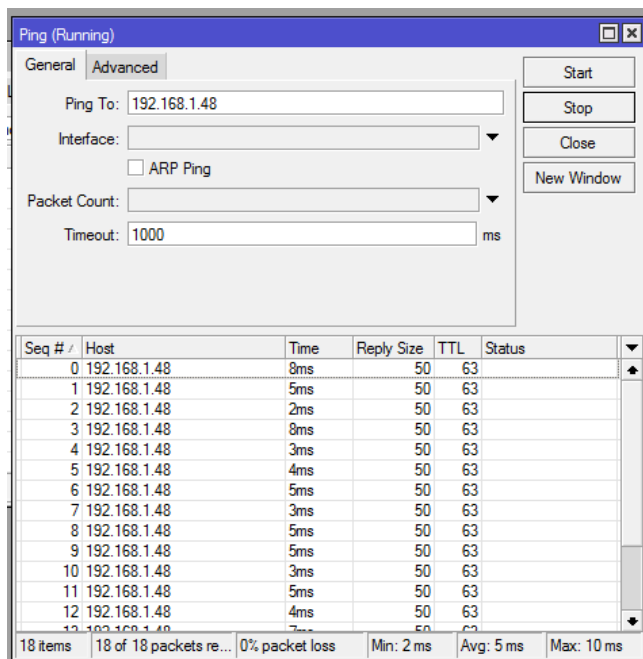 Ping (Running)
General Advanced
Start
Ping To: 192.168.1.48
Stop
Interface:
Close
ARP Ping
New Window
Packet Count:
Timeout: 1000 ms
Seq # Host Time Reply Size TTL Status
0 192.168.1.48 8ms 50 63
1 192.168.1.48 5ms 50 63
2 192.168.1.48 2ms 50 63
3 192.168.1.48 8ms 50 63
4 192.168.1.48 3ms 50 63
5 192.168.1.48 4ms 50 63
6 192.168.1.48 5ms 50 63
7 192.168.1.48 3ms 50 63
8 192.168.1.48 5ms 50 63
9 192.168.1.48 5ms 50 63
10 192.168.1.48 3ms 50 63
11 192.168.1.48 5ms 50 63
12 192.168.1.48 4ms 50 63
13 192.168.1.48 7ms 50 63
18 items 18 of 18 packets re... 0% packet loss Min: 2 ms Avg: 5 ms Max: 10 ms